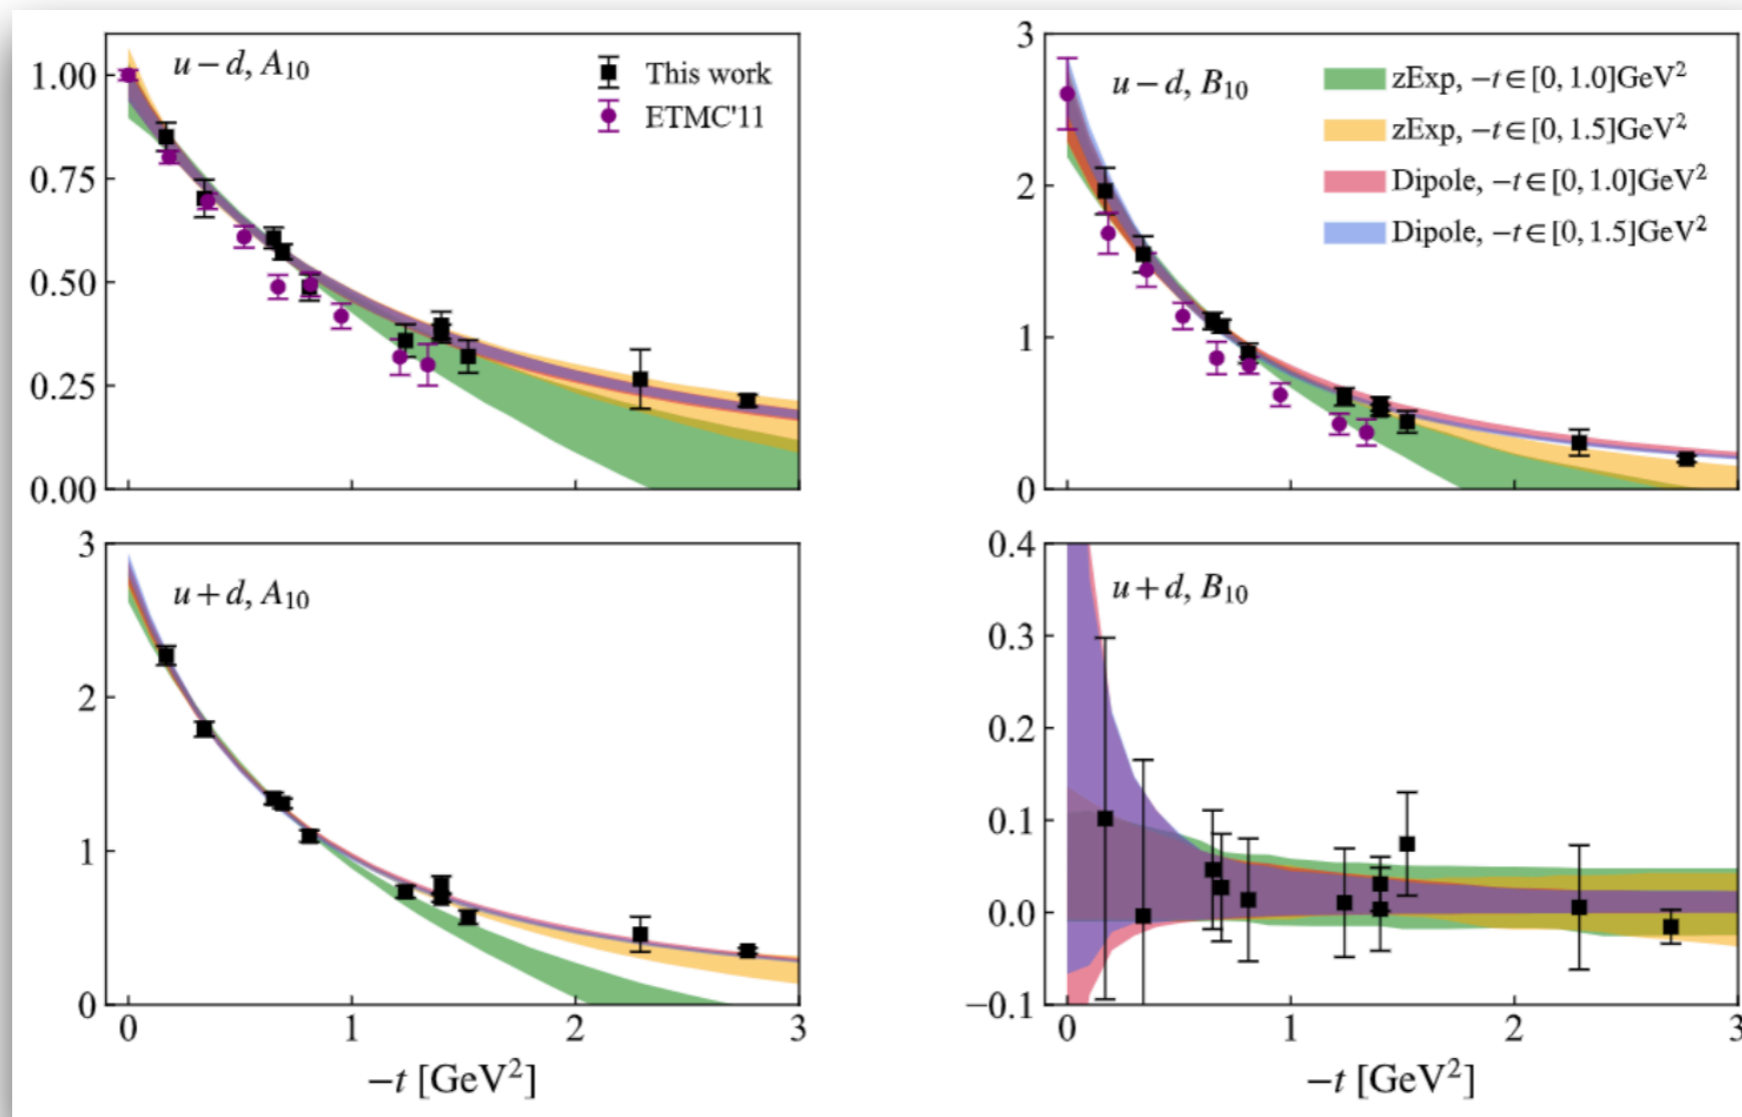 u − d, A₁₀
This work
ETMC'11
1.00
0.75
0.50
0.25
0.00
u − d, B₁₀
zExp, −t ∈ [0, 1.0]GeV²
zExp, −t ∈ [0, 1.5]GeV²
Dipole, −t ∈ [0, 1.0]GeV²
Dipole, −t ∈ [0, 1.5]GeV²
3
2
1
0
u + d, A₁₀
3
2
1
0
0 1 2 3
−t [GeV²]
u + d, B₁₀
0.4
0.3
0.2
0.1
0.0
−0.1
0 1 2 3
−t [GeV²]